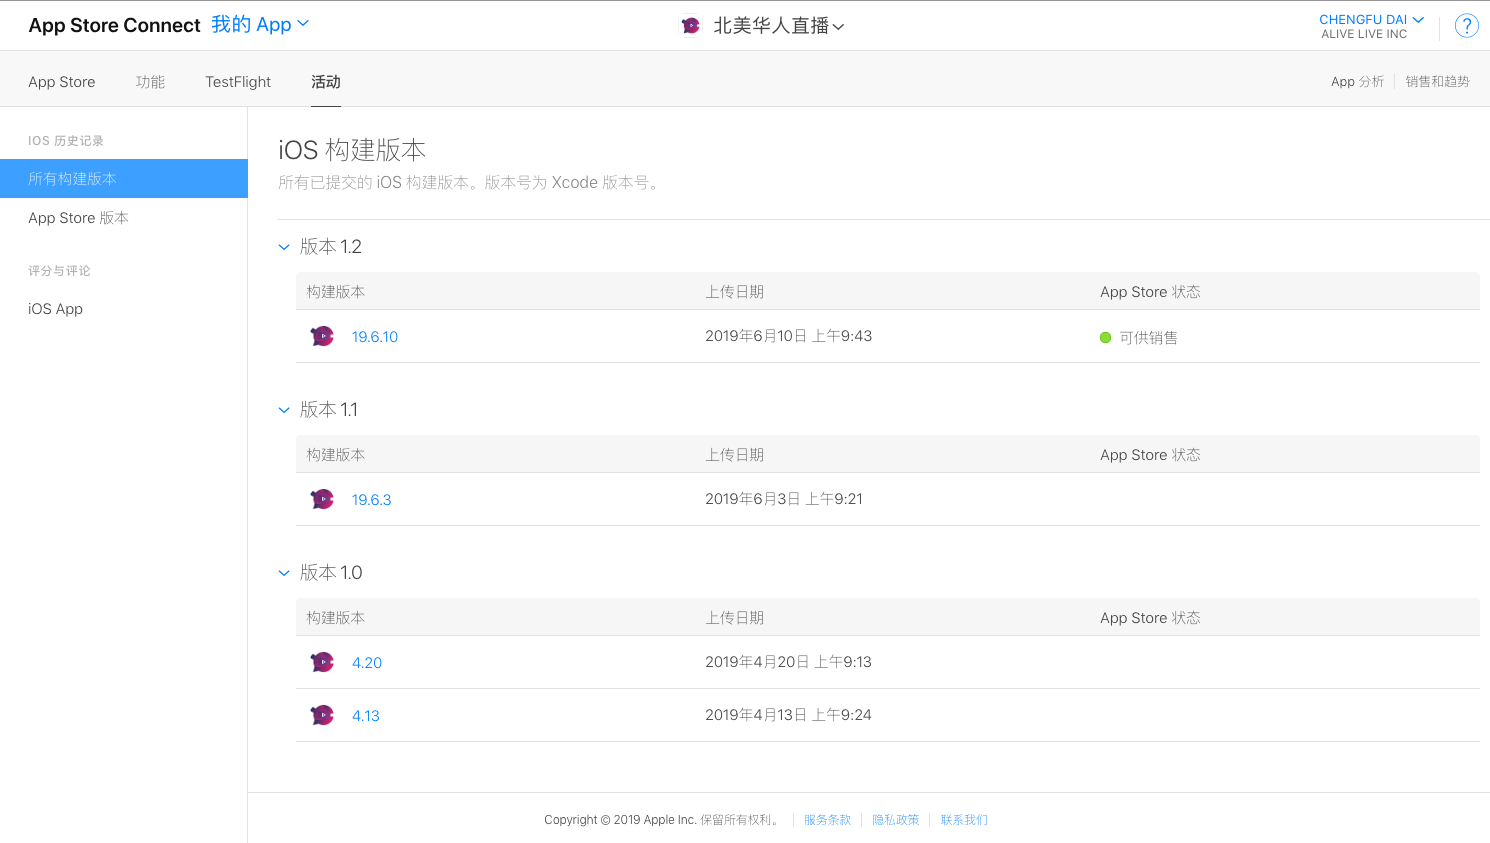 App Store Connect 我的 App 北美华人直播 CHENGFU DAI
ALIVE LIVE INC
?
App Store 功能 TestFlight 活动 App 分析 销售和趋势
IOS 历史记录
所有构建版本
App Store 版本
评分与评论
iOS App
iOS 构建版本
所有已提交的 iOS 构建版本。版本号为 Xcode 版本号。
版本 1.2
构建版本 上传日期 App Store 状态
19.6.10 2019年6月10日 上午9:43 可供销售
版本 1.1
构建版本 上传日期 App Store 状态
19.6.3 2019年6月3日 上午9:21
版本 1.0
构建版本 上传日期 App Store 状态
4.20 2019年4月20日 上午9:13
4.13 2019年4月13日 上午9:24
Copyright © 2019 Apple Inc. 保留所有权利。 服务条款 隐私政策 联系我们